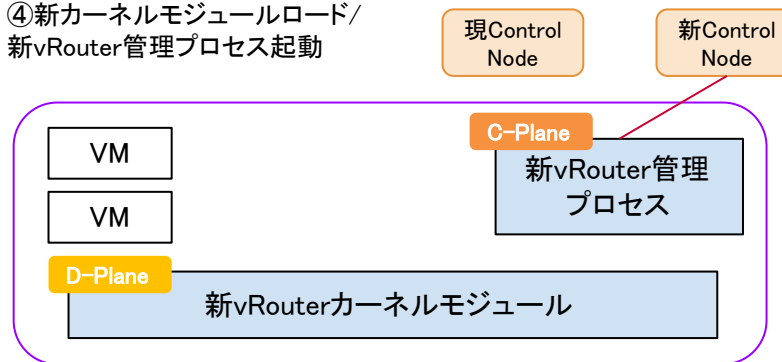 ④新カーネルモジュールロード/
新vRouter管理プロセス起動
現Control
Node
新Control
Node
C-Plane
VM
新vRouter管理
プロセス
VM
D-Plane
新vRouterカーネルモジュール